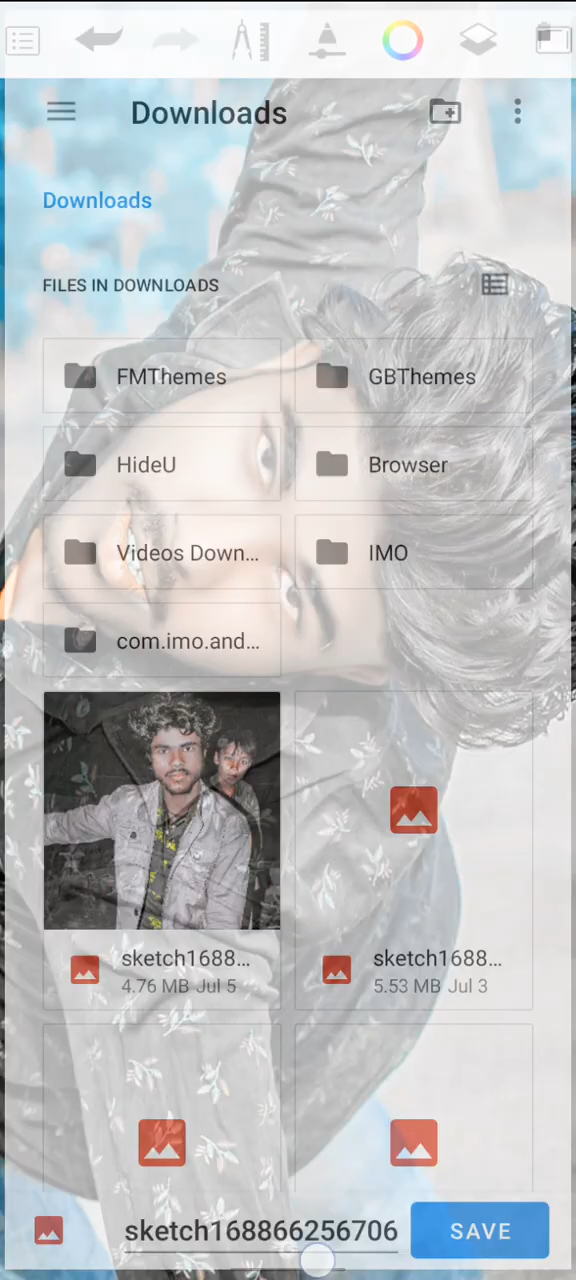 Downloads
Downloads
FILES IN DOWNLOADS
FMThemes
GBThemes
HideU
Browser
Videos Down...
IMO
com.imo.and...
sketch1688...
4.76 MB Jul 5
sketch1688...
5.53 MB Jul 3
sketch168866256706
SAVE